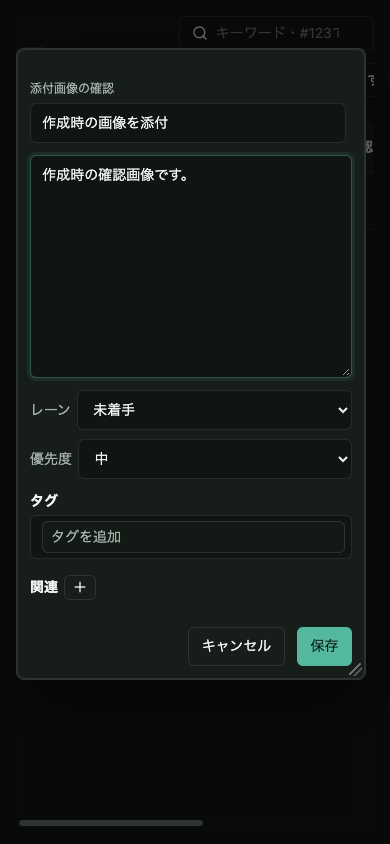 キーワード・#123
添付画像の確認
作成時の画像を添付
作成時の確認画像です。
レーン
未着手
優先度
中
タグ
タグを追加
関連
+
キャンセル
保存